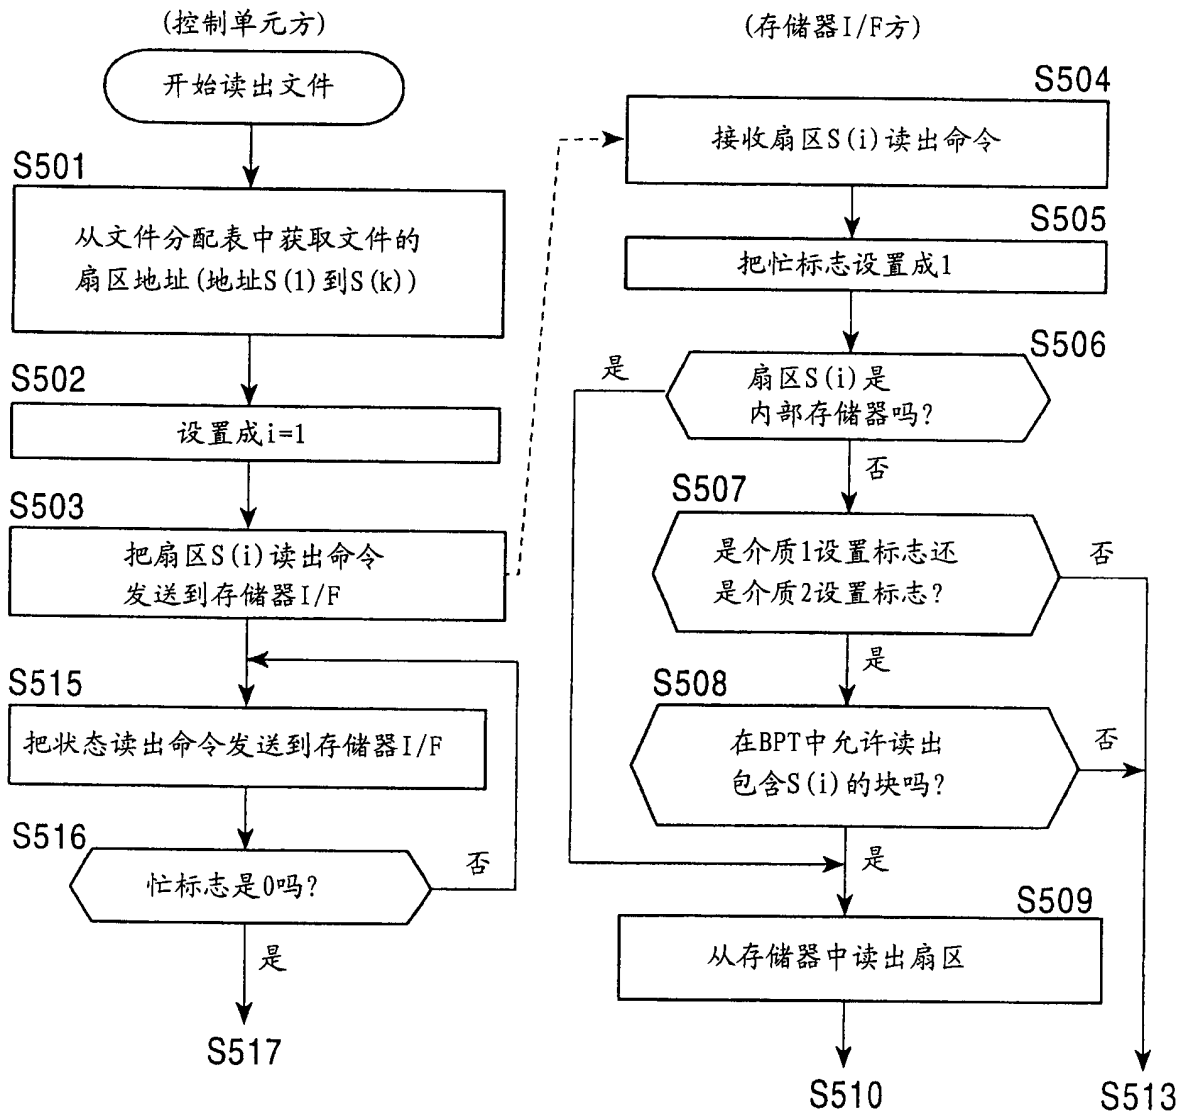 (控制单元方)
开始读出文件
S501
从文件分配表中获取文件的
扇区地址(地址S(1)到S(k))
S502
设置成i=1
S503
把扇区S(i)读出命令
发送到存储器I/F
S515
把状态读出命令发送到存储器I/F
S516
忙标志是0吗?
否
是
S517
(存储器I/F方)
S504
接收扇区S(i)读出命令
S505
把忙标志设置成1
S506
是
扇区S(i)是
内部存储器吗?
否
S507
是介质1设置标志还
是介质2设置标志?
否
是
S508
在BPT中允许读出
包含S(i)的块吗?
否
是
S509
从存储器中读出扇区
S510
S513